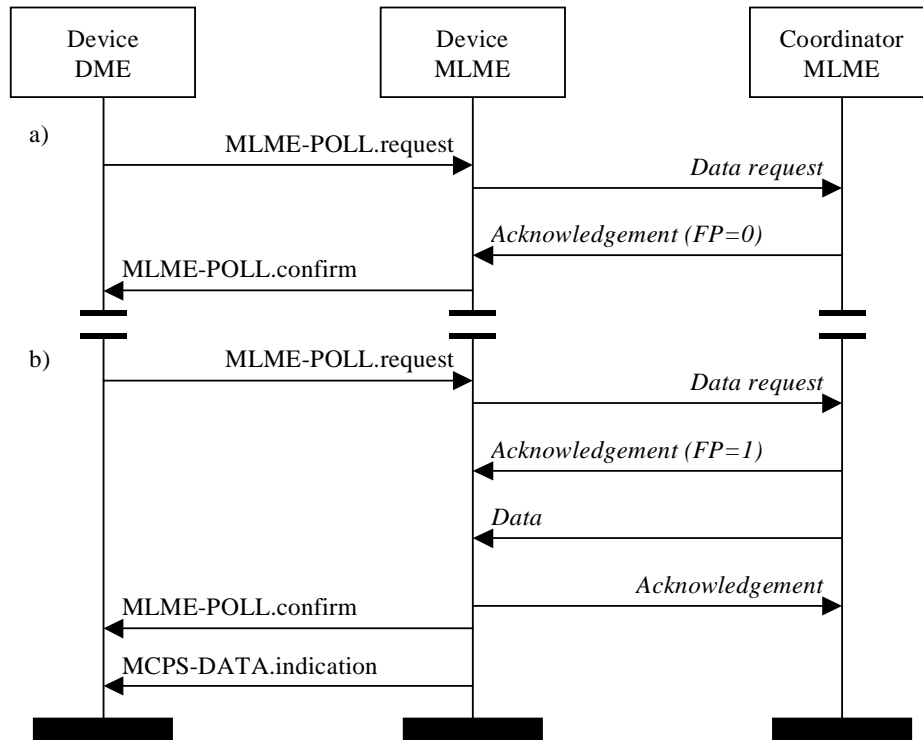 Device
DME
Device
MLME
Coordinator
MLME
a)
MLME-POLL.request
Data request
Acknowledgement (FP=0)
MLME-POLL.confirm
b)
MLME-POLL.request
Data request
Acknowledgement (FP=1)
Data
Acknowledgement
MLME-POLL.confirm
MCPS-DATA.indication